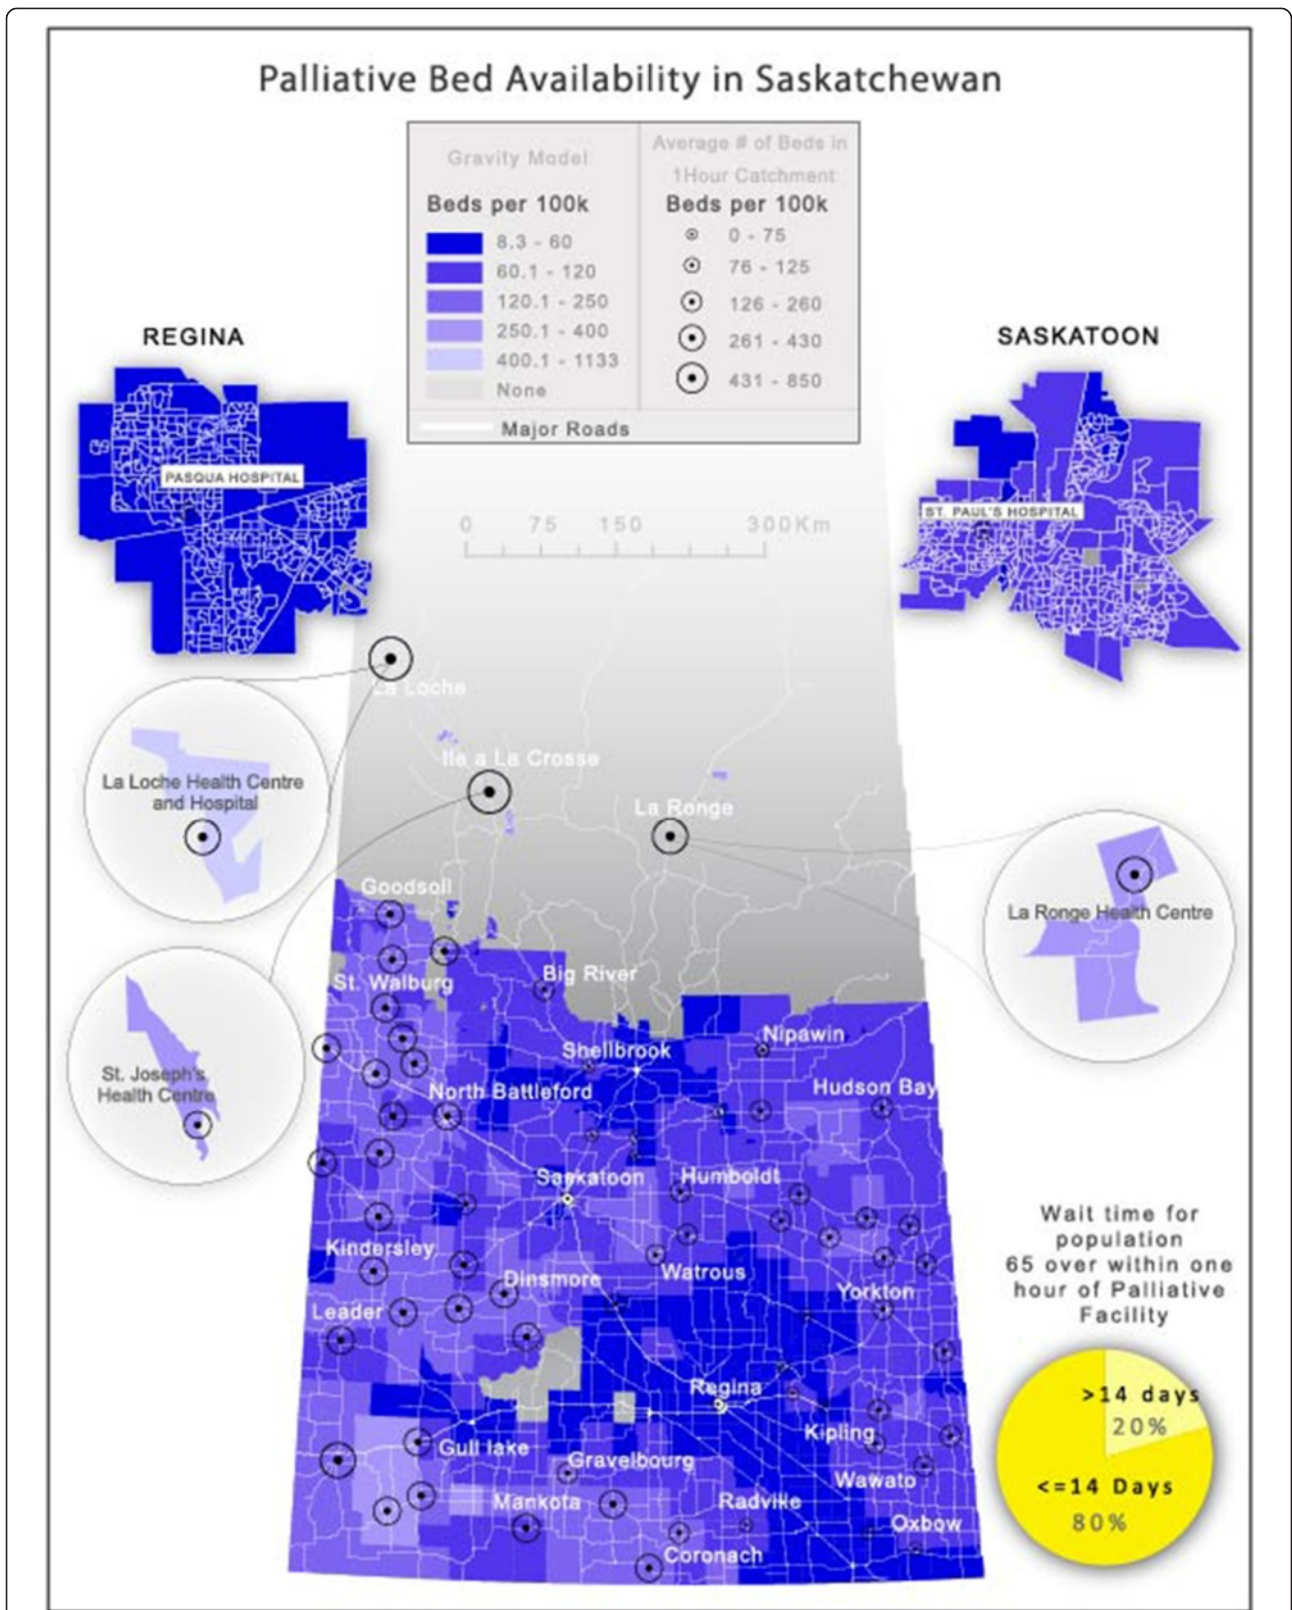 Palliative Bed Availability in Saskatchewan
Gravity Model
Beds per 100k
8.3 - 60
60.1 - 120
120.1 - 250
250.1 - 400
400.1 - 1133
None
Average # of Beds in
1Hour Catchment
Beds per 100k
0 - 75
76 - 125
126 - 260
261 - 430
431 - 850
Major Roads
REGINA
PASQUA HOSPITAL
SASKATOON
ST. PAUL'S HOSPITAL
0 75 150 300Km
La Loche
La Loche Health Centre
and Hospital
Ile a La Crosse
La Ronge
La Ronge Health Centre
Goodsoil
St. Walburg
Big River
St. Joseph's
Health Centre
Shellbrook
Nipawin
North Battleford
Hudson Bay
Saskatoon
Humboldt
Kindersley
Watrous
Dinsmore
Yorkton
Leader
Regina
Kipling
Gull lake
Gravelbourg
Wawato
Mankota
Radville
Oxbow
Coronach
Wait time for
population
65 over within one
hour of Palliative
Facility
>14 days
20%
<=14 Days
80%